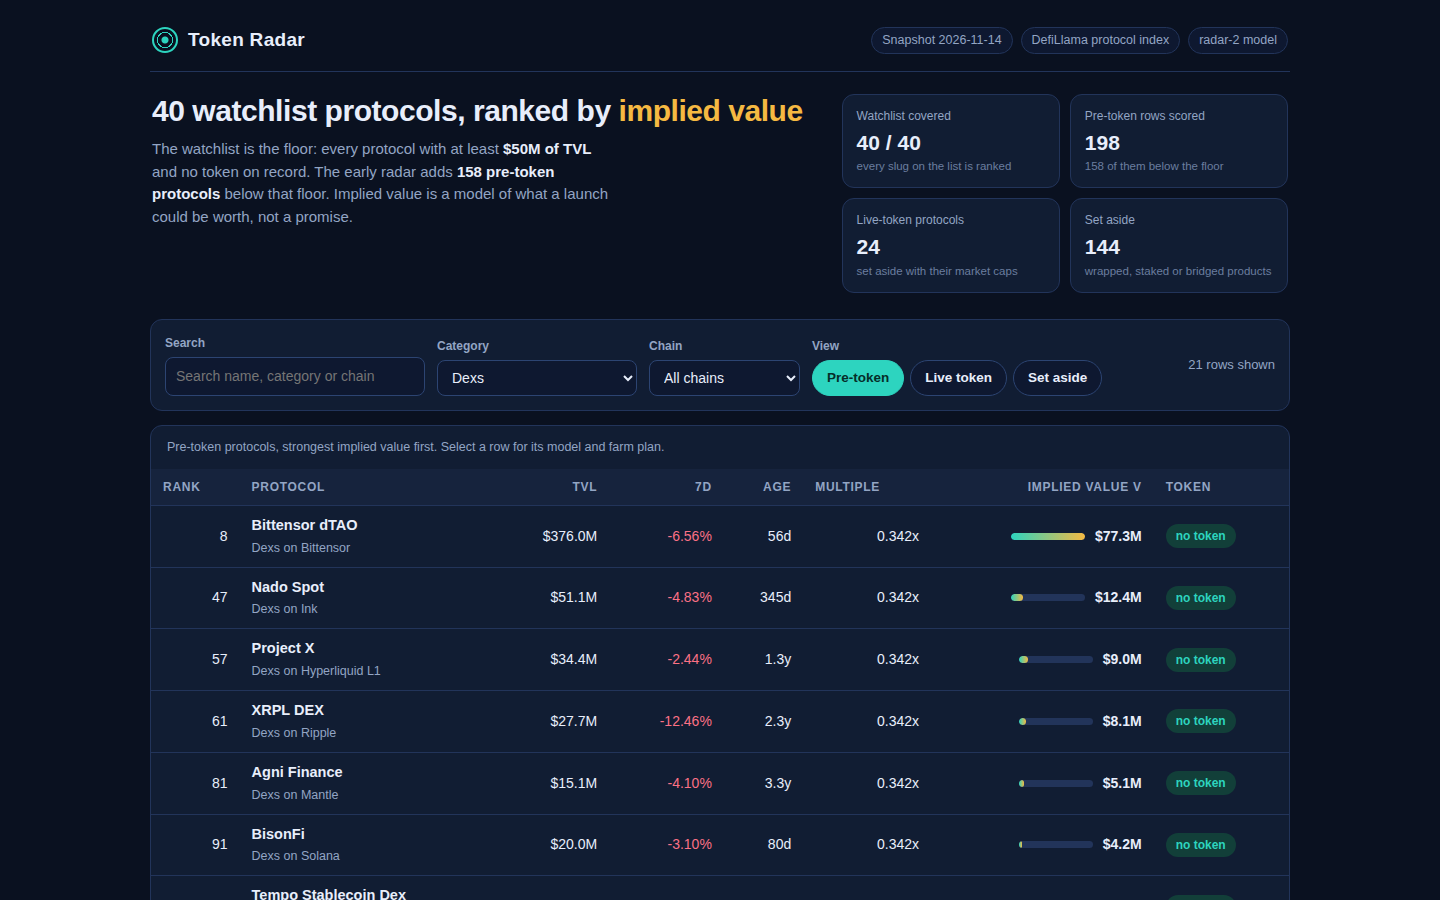 Token Radar
Snapshot 2026-11-14
DefiLlama protocol index
radar-2 model
40 watchlist protocols, ranked by implied value
The watchlist is the floor: every protocol with at least $50M of TVL
and no token on record. The early radar adds 158 pre-token
protocols below that floor. Implied value is a model of what a launch
could be worth, not a promise.
Watchlist covered
40 / 40
every slug on the list is ranked
Pre-token rows scored
198
158 of them below the floor
Live-token protocols
24
set aside with their market caps
Set aside
144
wrapped, staked or bridged products
Search
Search name, category or chain
Category
Dexs
Chain
All chains
View
Pre-token
Live token
Set aside
21 rows shown
Pre-token protocols, strongest implied value first. Select a row for its model and farm plan.
RANK PROTOCOL TVL 7D AGE MULTIPLE IMPLIED VALUE V TOKEN
8 Bittensor dTAO $376.0M -6.56% 56d 0.342x $77.3M no token
Dexs on Bittensor
47 Nado Spot $51.1M -4.83% 345d 0.342x $12.4M no token
Dexs on Ink
57 Project X $34.4M -2.44% 1.3y 0.342x $9.0M no token
Dexs on Hyperliquid L1
61 XRPL DEX $27.7M -12.46% 2.3y 0.342x $8.1M no token
Dexs on Ripple
81 Agni Finance $15.1M -4.10% 3.3y 0.342x $5.1M no token
Dexs on Mantle
91 BisonFi $20.0M -3.10% 80d 0.342x $4.2M no token
Dexs on Solana
Tempo Stablecoin Dex